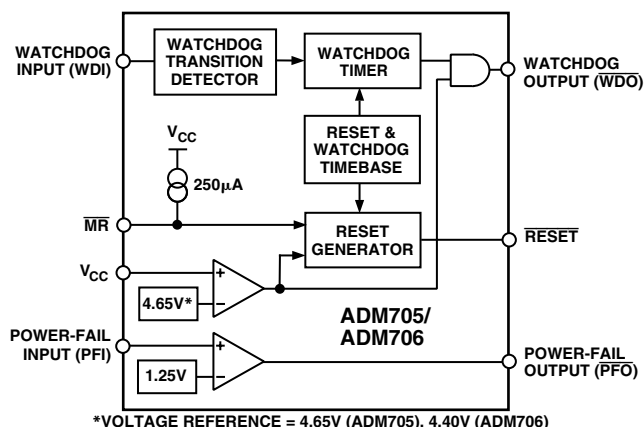 WATCHDOG
INPUT (WDI)
WATCHDOG
TRANSITION
DETECTOR
WATCHDOG
TIMER
WATCHDOG
OUTPUT (WDO)
VCC
250µA
RESET &
WATCHDOG
TIMEBASE
MR
RESET
GENERATOR
RESET
VCC
+
4.65V*
–
ADM705/
ADM706
POWER-FAIL
INPUT (PFI)
+
1.25V
–
POWER-FAIL
OUTPUT (PFO)
*VOLTAGE REFERENCE = 4.65V (ADM705), 4.40V (ADM706)